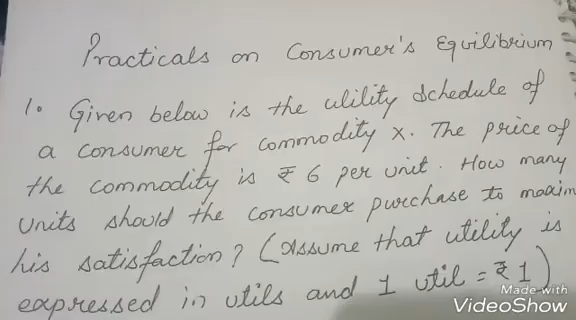 Practicals on Consumer's Equilibrium
1. Given below is the utility schedule of
a consumer for commodity x. The price of
the commodity is ₹ 6 per unit. How many
units should the consumer purchase to maxim
his satisfaction? (Assume that utility is
expressed in utils and 1 util = ₹ 1)
Made with
VideoShow